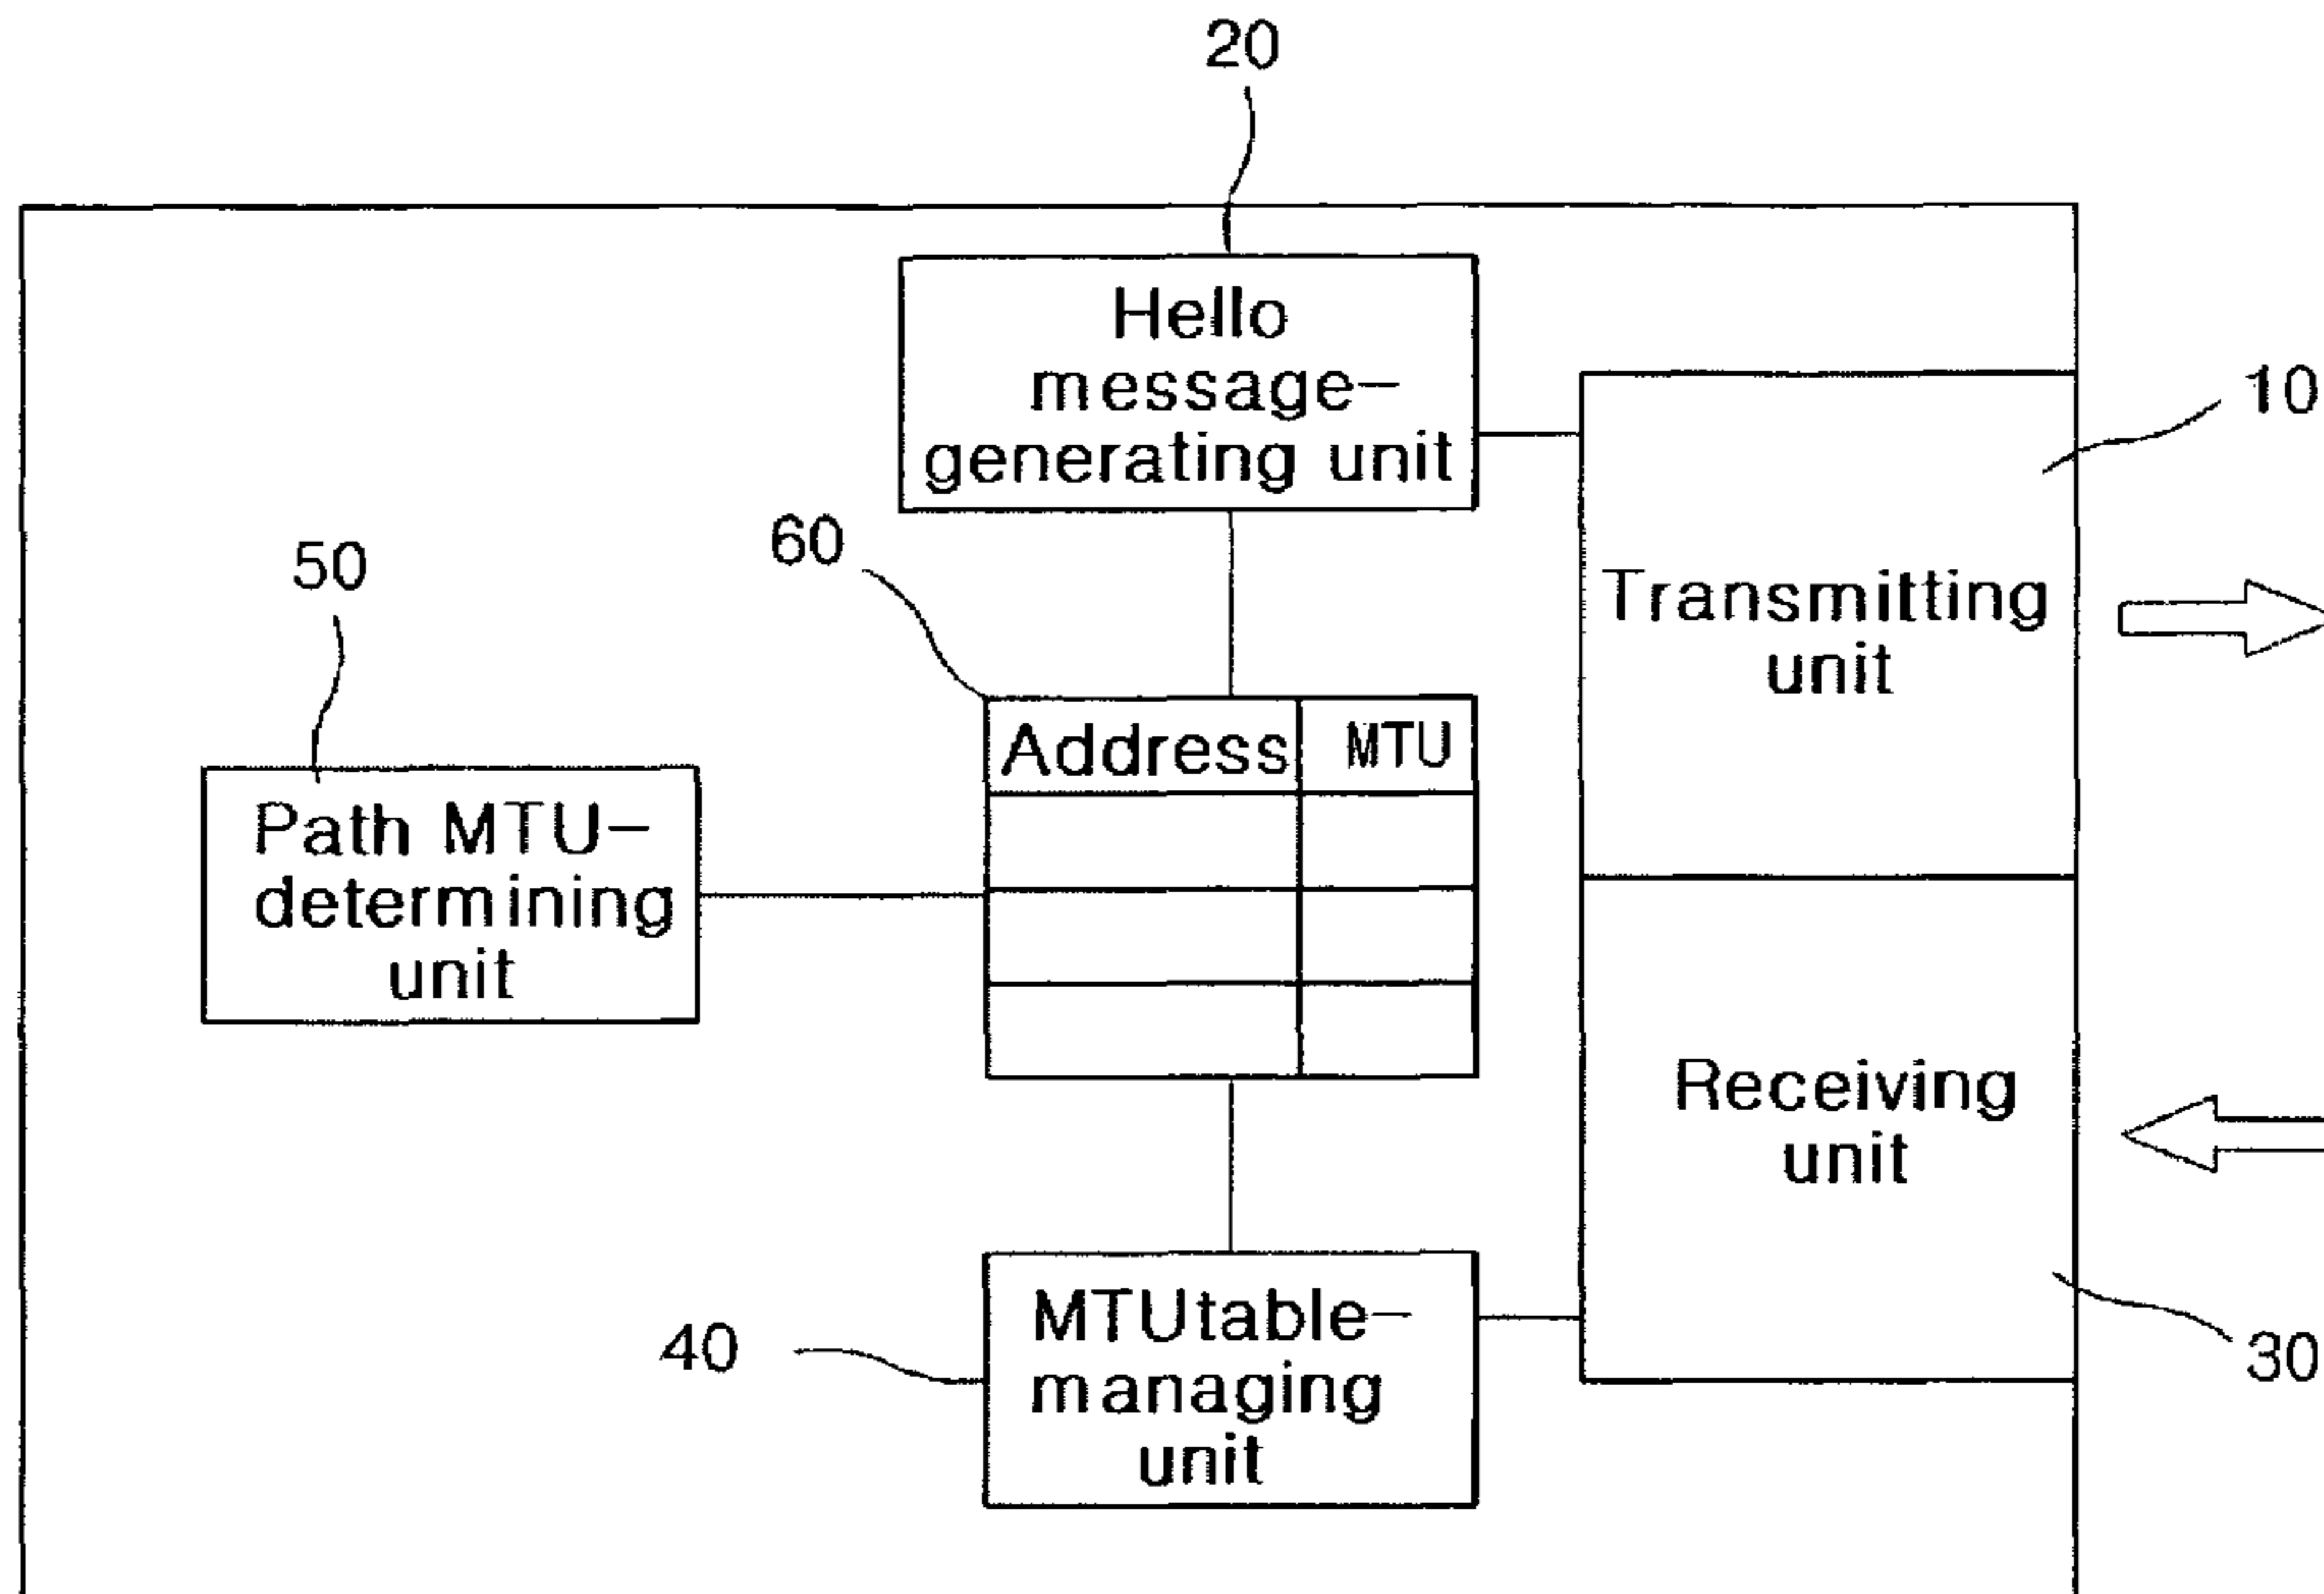 20
Hello
message-
generating unit
10
Transmitting
unit
60
50
Address MTU
Path MTU-
determining
unit
Receiving
unit
MTUtable-
managing
unit
40
30